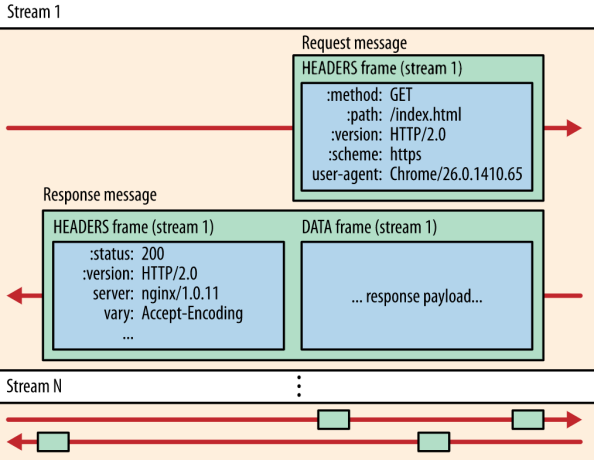 Stream 1
Request message
HEADERS frame (stream 1)
:method: GET
:path: /index.html
:version: HTTP/2.0
:scheme: https
user-agent: Chrome/26.0.1410.65
Response message
HEADERS frame (stream 1)
:status: 200
:version: HTTP/2.0
server: nginx/1.0.11
vary: Accept-Encoding
...
DATA frame (stream 1)
... response payload...
Stream N